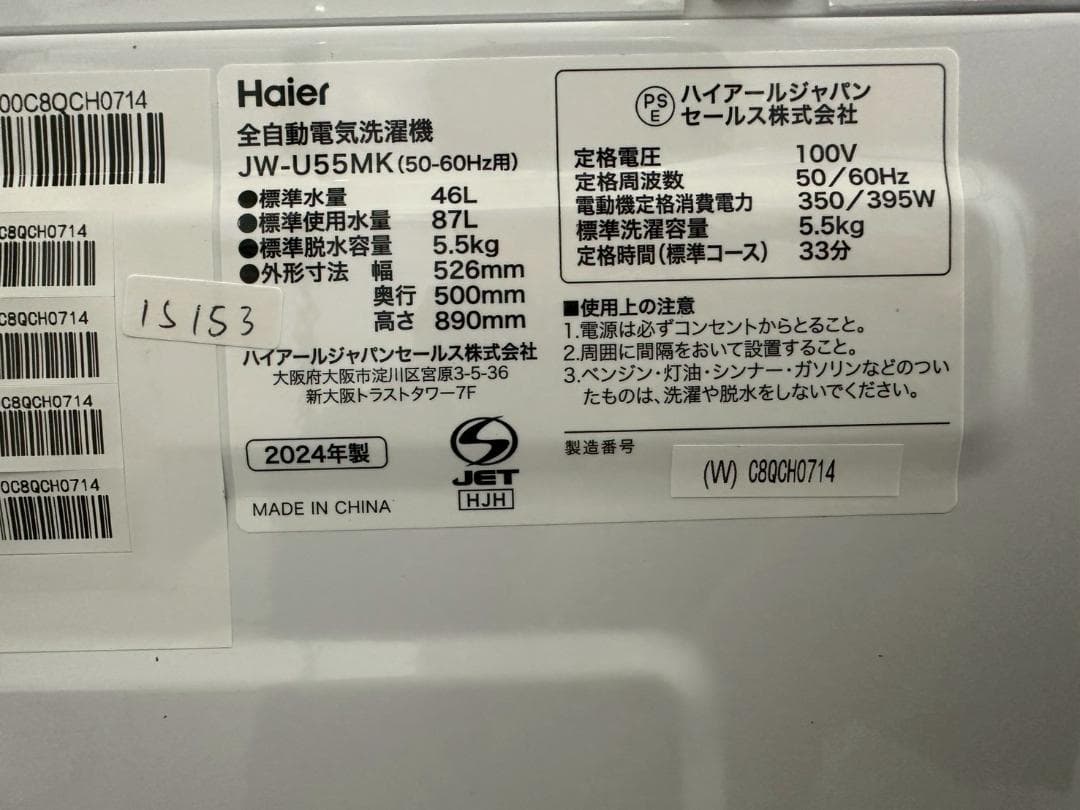 00C8QCH0714
C8QCH0714
C8QCH0714
C8QCH0714
0C8QCH0714
15153
Haier
全自動電気洗濯機
JW-U55MK(50-60Hz用)
●標準水量 46L
●標準使用水量 87L
●標準脱水容量 5.5kg
●外形寸法 幅 526mm
奥行 500mm
高さ 890mm
ハイアールジャパンセールス株式会社
大阪府大阪市淀川区宮原3-5-36
新大阪トラストタワー7F
2024年製
JET
HJH
MADE IN CHINA
PS
E
ハイアールジャパン
セールス株式会社
定格電圧 100V
定格周波数 50/60Hz
電動機定格消費電力 350/395W
標準洗濯容量 5.5kg
定格時間(標準コース) 33分
■使用上の注意
1.電源は必ずコンセントからとること。
2.周囲に間隔をおいて設置すること。
3.ベンジン・灯油・シンナー・ガソリンなどのつい
たものは、洗濯や脱水をしないでください。
製造番号
(W) C8QCH0714